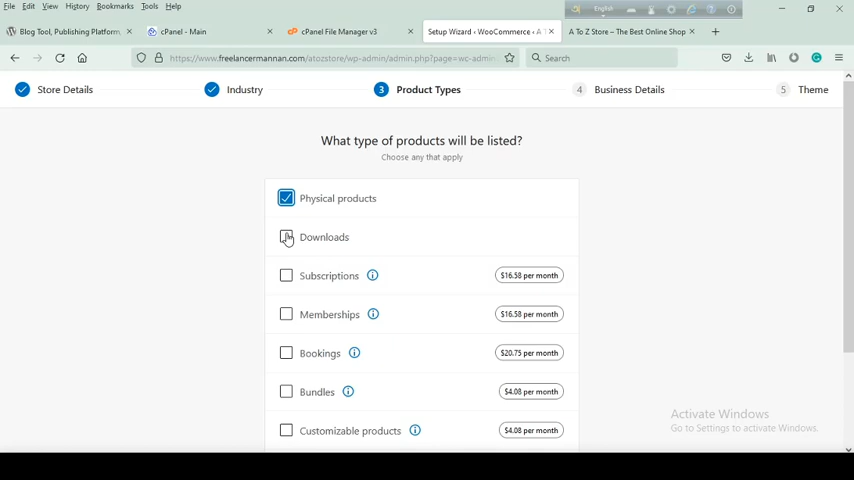 File Edit View History Bookmarks Tools Help
English
Blog Tool, Publishing Platform, cPanel - Main cPanel File Manager v3 Setup Wizard ‹ WooCommerce ‹ A T A To Z Store – The Best Online Shop
https://www.freelancermannan.com/atozstore/wp-admin/admin.php?page=wc-admin Search
Store Details Industry 3 Product Types 4 Business Details 5 Theme
What type of products will be listed?
Choose any that apply
Physical products
Downloads
Subscriptions $16.58 per month
Memberships $16.58 per month
Bookings $20.75 per month
Bundles $4.08 per month
Customizable products $4.08 per month
Activate Windows
Go to Settings to activate Windows.